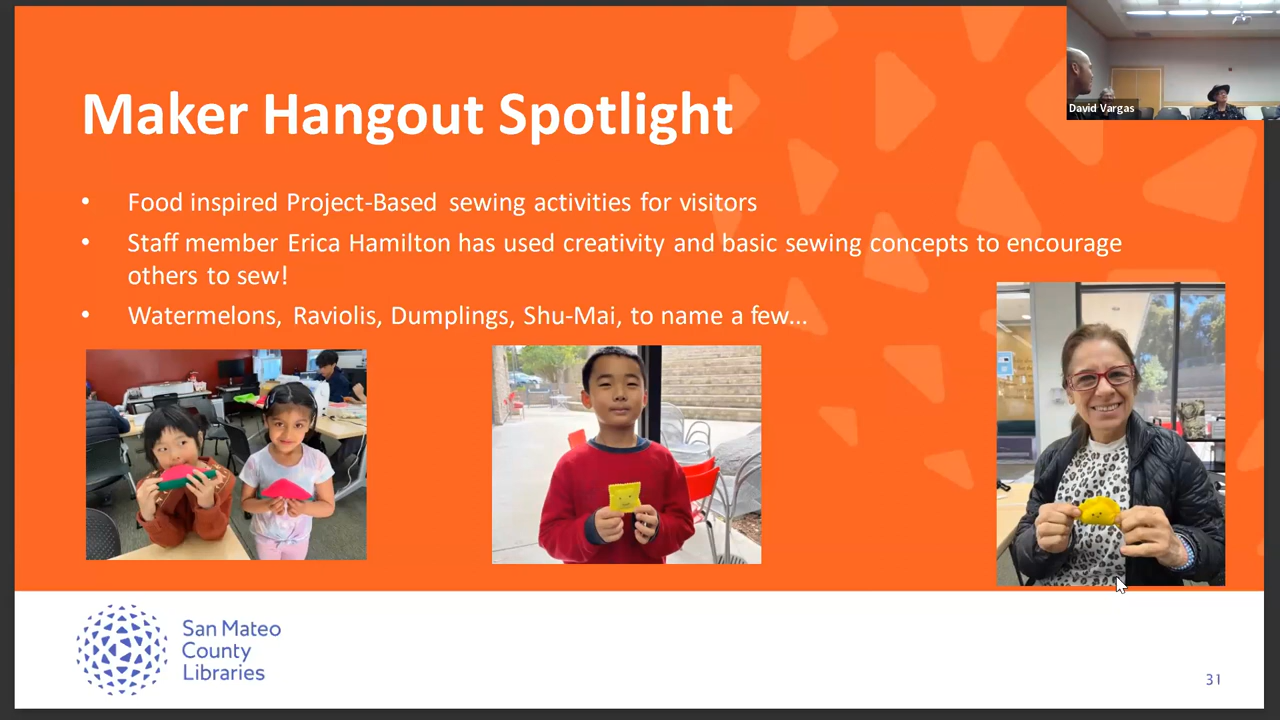 David Vargas
Maker Hangout Spotlight
• Food inspired Project-Based sewing activities for visitors
• Staff member Erica Hamilton has used creativity and basic sewing concepts to encourage
others to sew!
• Watermelons, Raviolis, Dumplings, Shu-Mai, to name a few...
San Mateo
County
Libraries
31